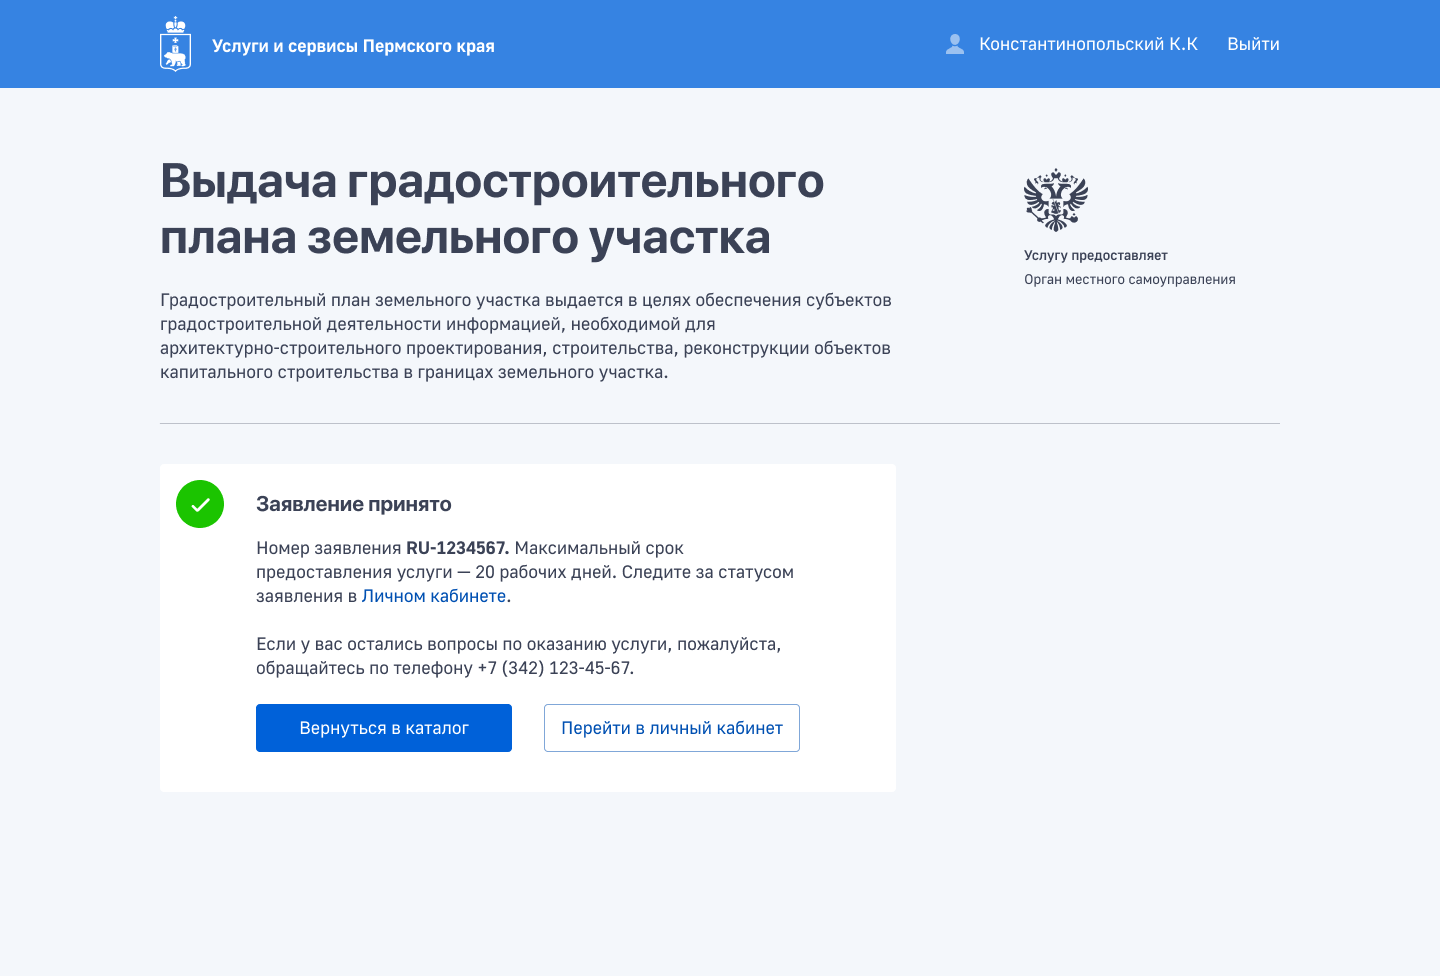 Услуги и сервисы Пермского края
Константинопольский К.К
Выйти
Выдача градостроительного
плана земельного участка
Градостроительный план земельного участка выдается в целях обеспечения субъектов
градостроительной деятельности информацией, необходимой для
архитектурно-строительного проектирования, строительства, реконструкции объектов
капитального строительства в границах земельного участка.
Услугу предоставляет
Орган местного самоуправления
Заявление принято
Номер заявления RU-1234567. Максимальный срок
предоставления услуги — 20 рабочих дней. Следите за статусом
заявления в Личном кабинете.
Если у вас остались вопросы по оказанию услуги, пожалуйста,
обращайтесь по телефону +7 (342) 123-45-67.
Вернуться в каталог
Перейти в личный кабинет